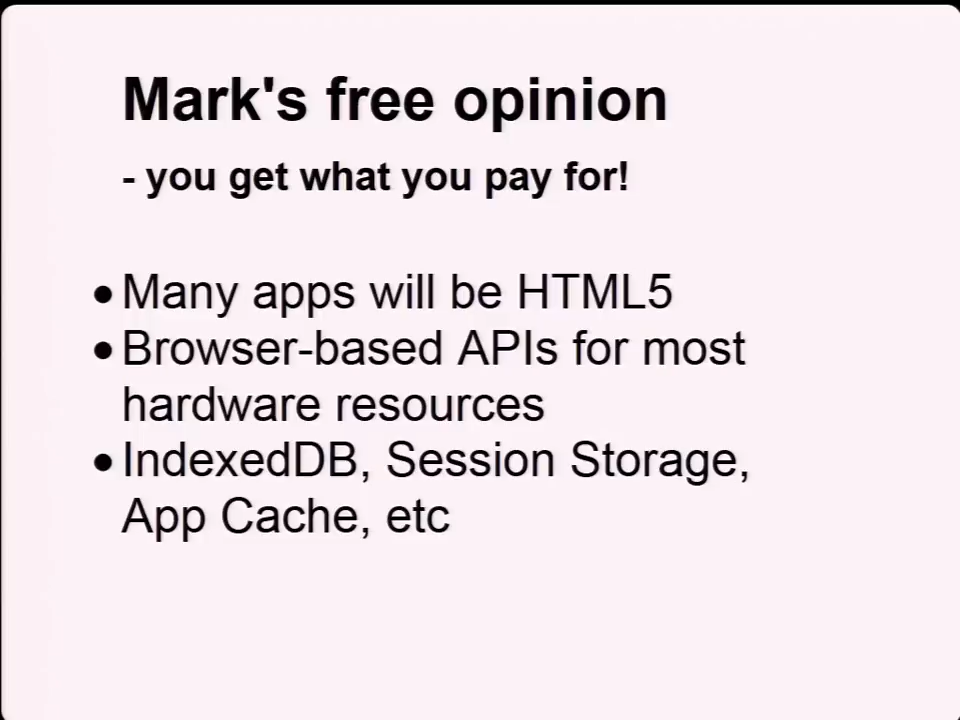 Mark's free opinion
- you get what you pay for!
• Many apps will be HTML5
• Browser-based APIs for most
hardware resources
• IndexedDB, Session Storage,
App Cache, etc